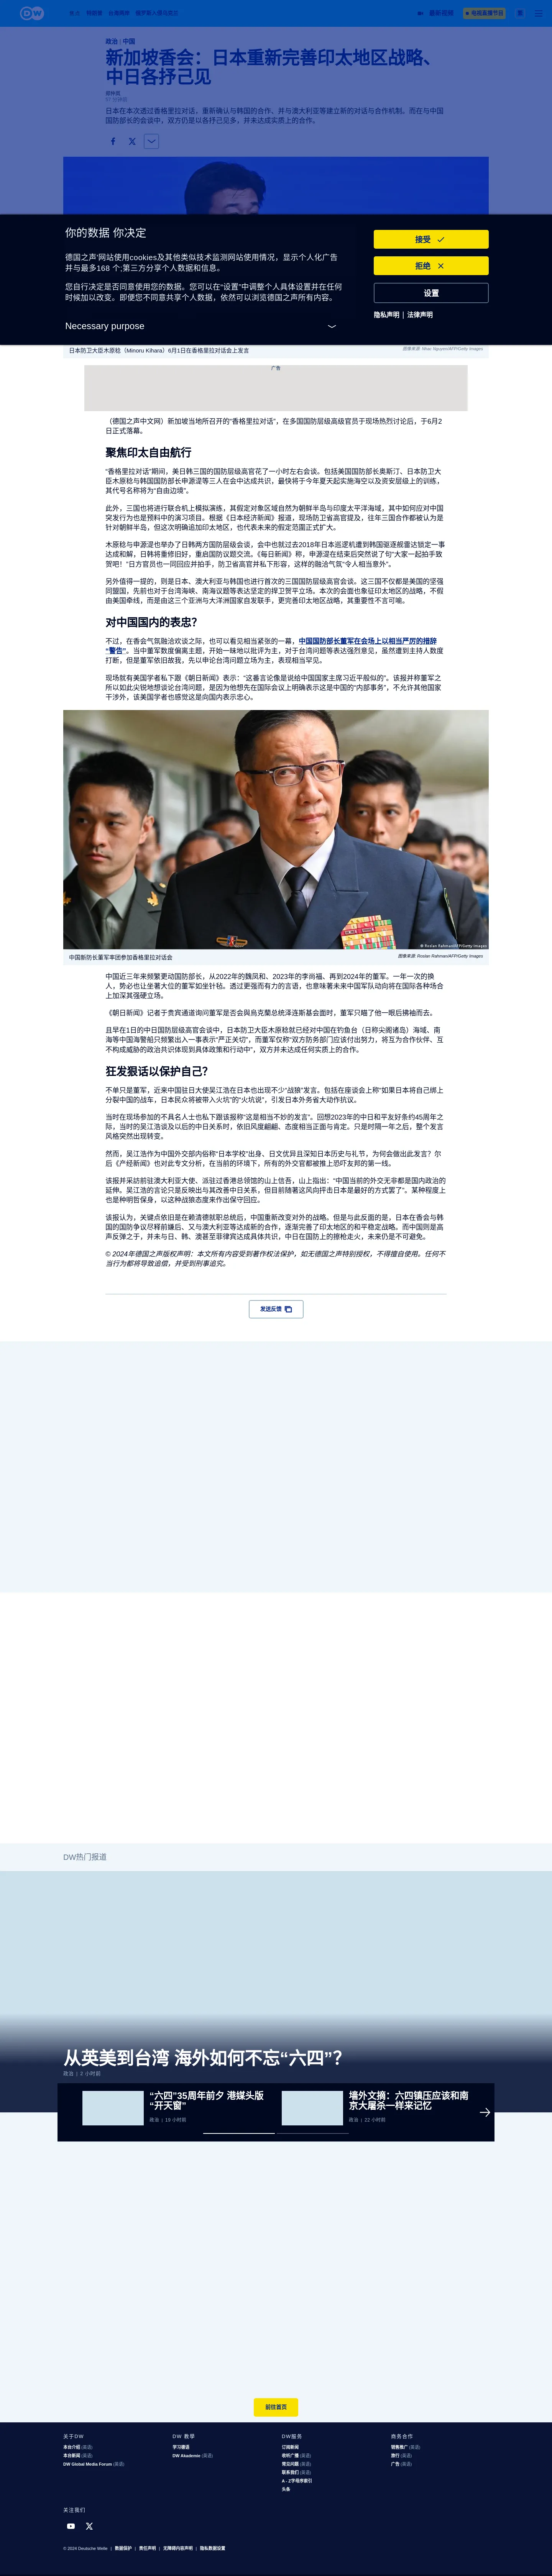 DW
最新视频
电视直播节目
政治 | 中国
新加坡香会：日本重新完善印太地区战略、
中日各抒己见
57 分钟前
日本在本次透过香格里拉对话，重新确认与韩国的合作、并与澳大利亚等建立新的对话与合作机制。而在与中国
国防部长的会谈中，双方仍是以各抒己见多，并未达成实质上的合作。
你的数据 你决定
德国之声'网站使用cookies及其他类似技术监测网站使用情况，显示个人化广告
并与最多168 个;第三方分享个人数据和信息。
您自行决定是否同意使用您的数据。您可以在"设置"中调整个人具体设置并在任何
时候加以改变。即便您不同意共享个人数据，依然可以浏览德国之声所有内容。
Necessary purpose
接受
拒绝
设置
隐私声明 | 法律声明
日本防卫大臣木原稔（Minoru Kihara）6月1日在香格里拉对话会上发言
图像来源: Nhac Nguyen/AFP/Getty Images
广告
（德国之声中文网）新加坡当地所召开的“香格里拉对话”，在多国国防层级高级官员于现场热烈讨论后，于6月2
日正式落幕。
聚焦印太自由航行
“香格里拉对话”期间，美日韩三国的国防层级高官花了一小时左右会谈。包括美国国防部长奥斯汀、日本防卫大
臣木原稔与韩国国防部长申源湜等三人在会中达成共识，最快将于今年夏天起实施海空以及资安层级的训练，
其代号名称将为“自由边境”。
此外，三国也将进行联合机上模拟演练，其假定对象区域自然为朝鲜半岛与印度太平洋海域，其中如何应对中国
突发行为也是预料中的演习项目。根据《日本经济新闻》报道，现场防卫省高官提及，往年三国合作都被认为是
针对朝鲜半岛，但这次明确追加印太地区，也代表未来的假定范围正式扩大。
木原稔与申源湜也举办了日韩两方国防层级会谈，会中也就过去2018年日本巡逻机遭到韩国驱逐舰雷达锁定一事
达成和解，日韩将重修旧好，重启国防议题交流。《每日新闻》称，申源湜在结束后突然说了句“大家一起拍手致
贺吧！”日方官员也一同回应并拍手，防卫省高官并私下形容，这样的融洽气氛“令人相当意外”。
另外值得一提的，则是日本、澳大利亚与韩国也进行首次的三国国防层级高官会谈。这三国不仅都是美国的坚强
同盟国，先前也对于台湾海峡、南海议题等表达坚定的捍卫贺平立场。本次的会面也象征印太地区的战略，不假
由美国牵线，而是由这三个亚洲与大洋洲国家自发联手，更完善印太地区战略，其重要性不言可喻。
对中国国内的表忠？
不过，在香会气氛融洽欢谈之际，也可以看见相当紧张的一幕，中国国防部长董军在会场上以相当严厉的措辞
“警告”。当中董军数度偏离主题，开始一昧地以批评为主，对于台湾问题等表达强烈意见，虽然遭到主持人数度
打断，但是董军依旧故我，先以申论台湾问题立场为主，表现相当罕见。
现场就有美国学者私下跟《朝日新闻》表示：“这番言论像是说给中国国家主席习近平般似的”。该报并称董军之
所以如此尖锐地想谈论台湾问题，是因为他想先在国际会议上明确表示这是中国的“内部事务”，不允许其他国家
干涉外，该美国学者也感觉这是向国内表示忠心。
© Roslan Rahman/AFP/Getty Images
中国新防长董军率团参加香格里拉对话会
图像来源: Roslan Rahman/AFP/Getty Images
中国近三年来频繁更动国防部长，从2022年的魏凤和、2023年的李尚福、再到2024年的董军。一年一次的换
人，势必也让坐著大位的董军如坐针毡。透过更强而有力的言语，也意味著未来中国军队动向将在国际各种场合
上加深其强硬立场。
《朝日新闻》记者于贵宾通道询问董军是否会與烏克蘭总统泽连斯基会面时，董军只瞄了他一眼后拂袖而去。
且早在1日的中日国防层级高官会谈中，日本防卫大臣木原稔就已经对中国在钓鱼台（日称尖阁诸岛）海域、南
海等中国海警船只频繁出入一事表示“严正关切”，而董军仅称“双方防务部门应该付出努力，将互为合作伙伴、互
不构成威胁的政治共识体现到具体政策和行动中”，双方并未达成任何实质上的合作。
狂发狠话以保护自己？
不单只是董军，近来中国驻日大使吴江浩在日本也出现不少“战狼”发言。包括在座谈会上称“如果日本将自己绑上
分裂中国的战车，日本民众将被带入火坑”的“火坑说”，引发日本外务省大动作抗议。
当时在现场参加的不具名人士也私下跟该报称“这是相当不妙的发言”。回想2023年的中日和平友好条约45周年之
际，当时的吴江浩谈及以后的中日关系时，依旧风度翩翩、态度相当正面与肯定。只是时隔一年之后，整个发言
风格突然出现转变。
然而，吴江浩作为中国外交部内俗称“日本学校”出身、日文优异且深知日本历史与礼节，为何会做出此发言？尔
后《产经新闻》也对此专文分析，在当前的环境下，所有的外交官都被推上恐吓友邦的第一线。
该报并采訪前驻澳大利亚大使、派驻过香港总领馆的山上信吾，山上指出：“中国当前的外交无非都是国内政治的
延伸。吴江浩的言论只是反映出与其改善中日关系，但目前随著这风向抨击日本是最好的方式罢了”。某种程度上
也是种明哲保身，以这种战狼态度来作出保守回应。
该报认为，关键点依旧是在赖清德就职总统后，中国重新改变对外的战略。但是与此反面的是，日本在香会与韩
国的国防争议尽释前嫌后、又与澳大利亚等达成新的合作，逐渐完善了印太地区的和平稳定战略。而中国则是高
声反弹之于，并未与日、韩、澳甚至菲律宾达成具体共识，中日在国防上的擦枪走火，未来仍是不可避免。
© 2024年德国之声版权声明：本文所有内容受到著作权法保护，如无德国之声特别授权，不得擅自使用。任何不
当行为都将导致追偿，并受到刑事追究。
发送反馈
DW热门报道
从英美到台湾 海外如何不忘“六四”？
政治 | 2 小时前
“六四”35周年前夕 港媒头版
“开天窗”
政治 | 19 小时前
墙外文摘：六四镇压应该和南
京大屠杀一样来记忆
政治 | 22 小时前
前往首页
关于DW
本台介绍 (英语)
本台新闻 (英语)
DW Global Media Forum (英语)
DW 教學
学习德语
DW Akademie (英语)
DW服务
订阅新闻
收听广播 (英语)
常见问题 (英语)
联系我们 (英语)
A - Z字母序索引
头条
商务合作
销售推广 (英语)
旅行 (英语)
广告 (英语)
关注我们
© 2024 Deutsche Welle | 数据保护 | 责任声明 | 无障碍内容声明 | 隐私数据设置